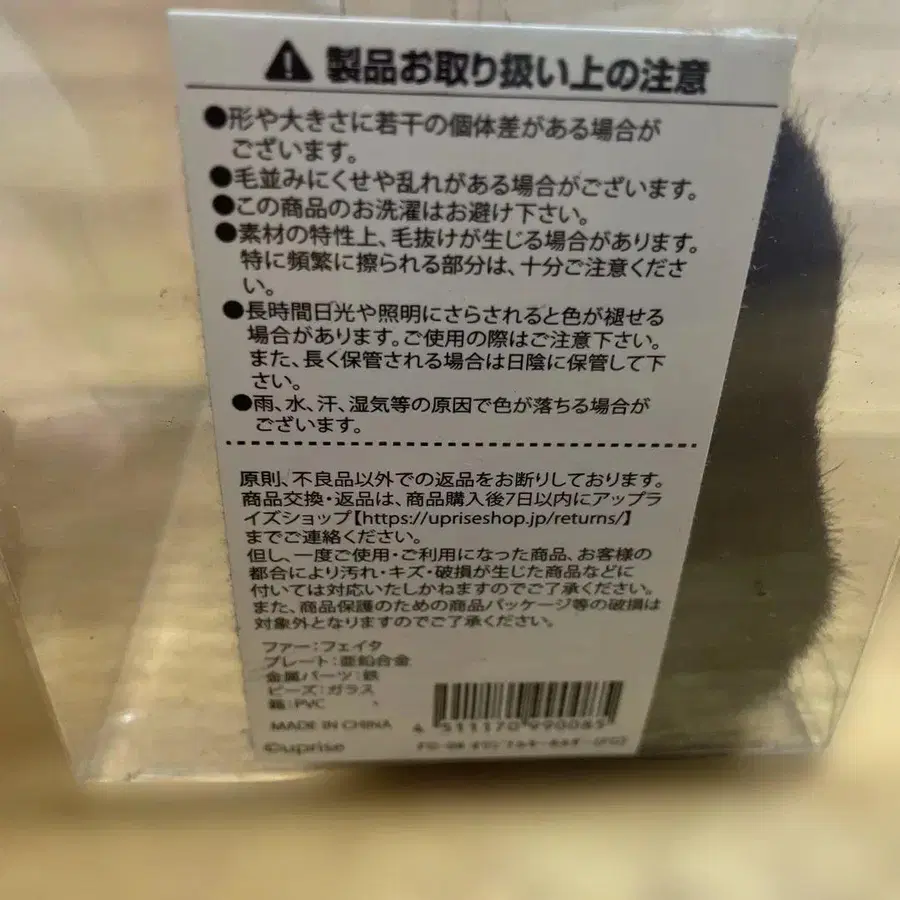 製品お取り扱い上の注意
●形や大きさに若干の個体差がある場合が
ございます。
●毛並みにくせや乱れがある場合がございます。
●この商品のお洗濯はお避け下さい。
●素材の特性上、毛抜けが生じる場合があります。
特に頻繁に擦られる部分は、十分ご注意くださ
い。
●長時間日光や照明にさらされると色が褪せる
場合があります。ご使用の際はご注意下さい。
また、長く保管される場合は日陰に保管して下
さい。
●雨、水、汗、湿気等の原因で色が落ちる場合が
ございます。
原則、不良品以外での返品をお断りしております。
商品交換・返品は、商品購入後7日以内にアップラ
イズショップ【https://upriseshop.jp/returns/】
までご連絡ください。
但し、一度ご使用・ご利用になった商品、お客様の
都合により汚れ・キズ・破損が生じた商品などに
付いては対応いたしかねますのでご了承ください。
また、商品保護のための商品パッケージ等の破損は
対象外となりますのでご了承ください。
ファー：フェイク
プレート：亜鉛合金
金属パーツ：鉄
ビーズ：ガラス
箱：PVC
MADE IN CHINA
4 511170 990085
©uprise